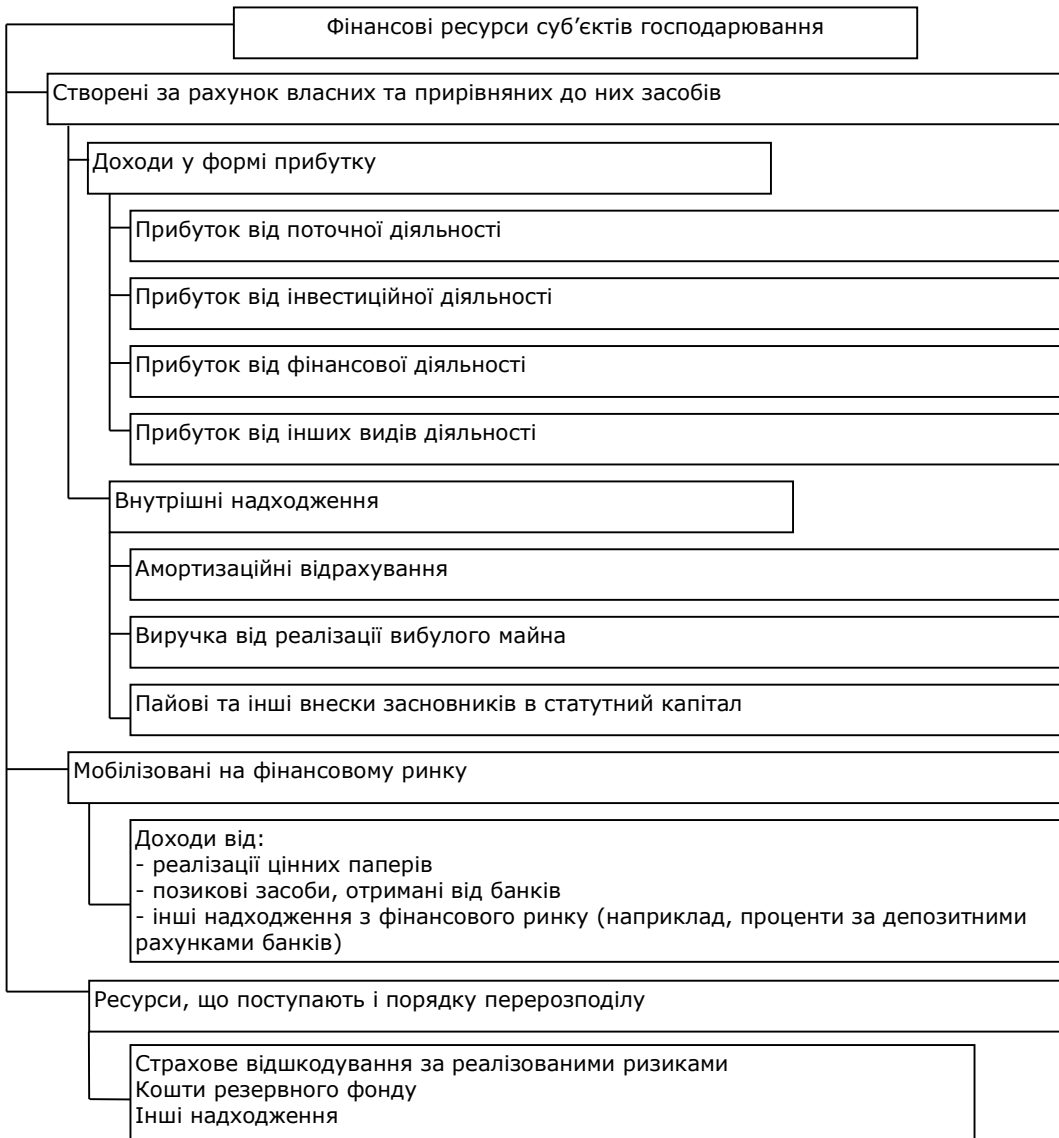 Фінансові ресурси суб’єктів господарювання
Створені за рахунок власних та прирівняних до них засобів
Доходи у формі прибутку
Прибуток від поточної діяльності
Прибуток від інвестиційної діяльності
Прибуток від фінансової діяльності
Прибуток від інших видів діяльності
Внутрішні надходження
Амортизаційні відрахування
Виручка від реалізації вибулого майна
Пайові та інші внески засновників в статутний капітал
Мобілізовані на фінансовому ринку
Доходи від:
- реалізації цінних паперів
- позикові засоби, отримані від банків
- інші надходження з фінансового ринку (наприклад, проценти за депозитними
рахунками банків)
Ресурси, що поступають і порядку перерозподілу
Страхове відшкодування за реалізованими ризиками
Кошти резервного фонду
Інші надходження